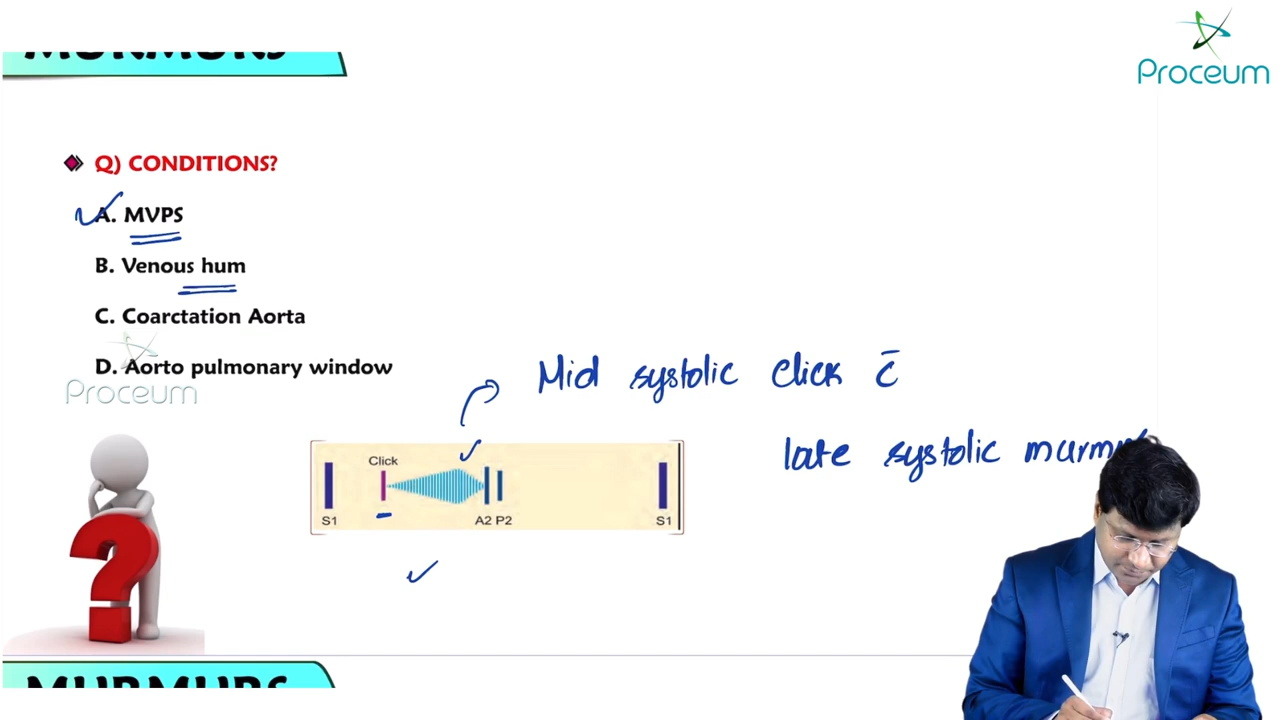 Proceum
Q) CONDITIONS?
A. MVPS
B. Venous hum
C. Coarctation Aorta
D. Aorto pulmonary window
Proceum
Mid systolic click c̄
late systolic
Click
S1
A2 P2
S1